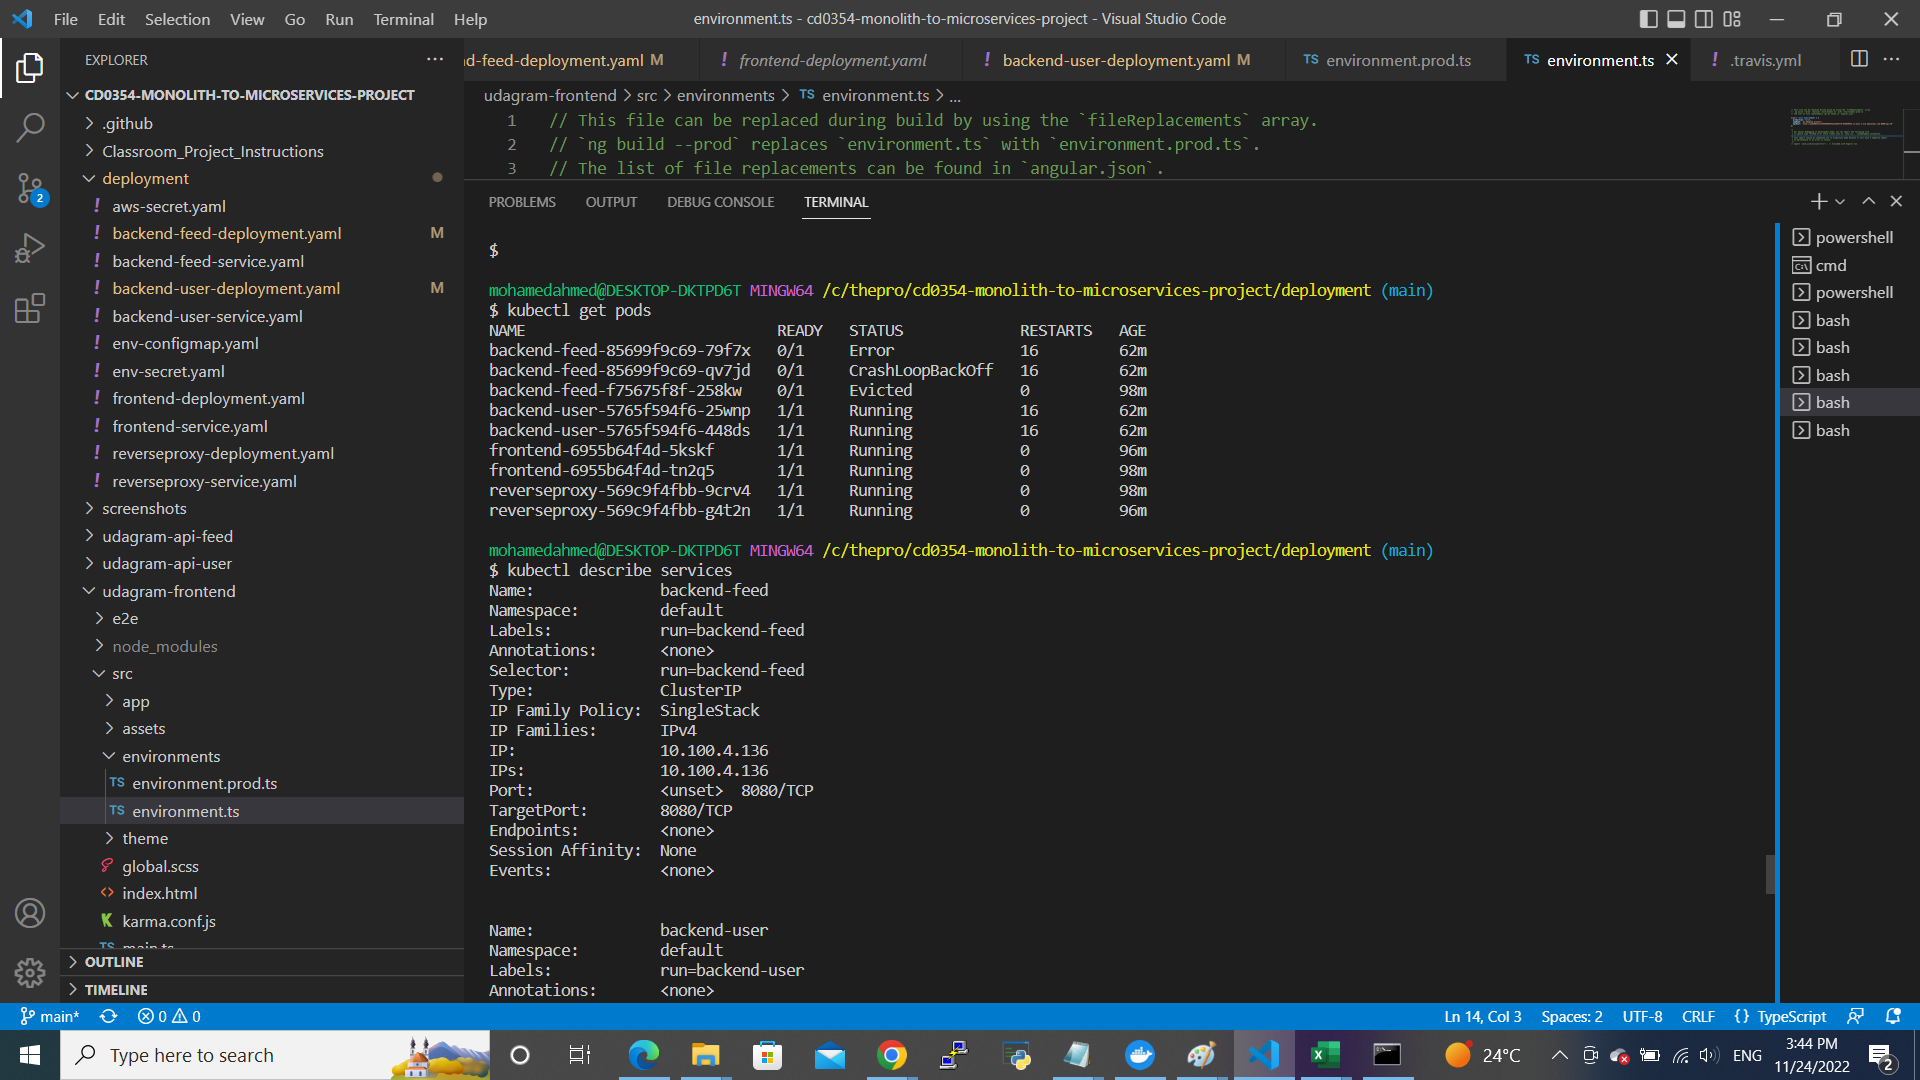 File Edit Selection View Go Run Terminal Help
environment.ts - cd0354-monolith-to-microservices-project - Visual Studio Code
EXPLORER
CD0354-MONOLITH-TO-MICROSERVICES-PROJECT
.github
Classroom_Project_Instructions
deployment
aws-secret.yaml
backend-feed-deployment.yaml M
backend-feed-service.yaml
backend-user-deployment.yaml M
backend-user-service.yaml
env-configmap.yaml
env-secret.yaml
frontend-deployment.yaml
frontend-service.yaml
reverseproxy-deployment.yaml
reverseproxy-service.yaml
screenshots
udagram-api-feed
udagram-api-user
udagram-frontend
e2e
node_modules
src
app
assets
environments
TS environment.prod.ts
TS environment.ts
theme
global.scss
index.html
karma.conf.js
TS main.ts
OUTLINE
TIMELINE
2
d-feed-deployment.yaml M
! frontend-deployment.yaml
! backend-user-deployment.yaml M
TS environment.prod.ts
TS environment.ts
! .travis.yml
udagram-frontend > src > environments > TS environment.ts > ...
1 // This file can be replaced during build by using the `fileReplacements` array.
2 // `ng build --prod` replaces `environment.ts` with `environment.prod.ts`.
3 // The list of file replacements can be found in `angular.json`.
PROBLEMS OUTPUT DEBUG CONSOLE TERMINAL
$
mohamedahmed@DESKTOP-DKTPD6T MINGW64 /c/thepro/cd0354-monolith-to-microservices-project/deployment (main)
$ kubectl get pods
NAME READY STATUS RESTARTS AGE
backend-feed-85699f9c69-79f7x 0/1 Error 16 62m
backend-feed-85699f9c69-qv7jd 0/1 CrashLoopBackOff 16 62m
backend-feed-f75675f8f-258kw 0/1 Evicted 0 98m
backend-user-5765f594f6-25wnp 1/1 Running 16 62m
backend-user-5765f594f6-448ds 1/1 Running 16 62m
frontend-6955b64f4d-5kskf 1/1 Running 0 96m
frontend-6955b64f4d-tn2q5 1/1 Running 0 98m
reverseproxy-569c9f4fbb-9crv4 1/1 Running 0 98m
reverseproxy-569c9f4fbb-g4t2n 1/1 Running 0 96m
mohamedahmed@DESKTOP-DKTPD6T MINGW64 /c/thepro/cd0354-monolith-to-microservices-project/deployment (main)
$ kubectl describe services
Name: backend-feed
Namespace: default
Labels: run=backend-feed
Annotations: <none>
Selector: run=backend-feed
Type: ClusterIP
IP Family Policy: SingleStack
IP Families: IPv4
IP: 10.100.4.136
IPs: 10.100.4.136
Port: <unset> 8080/TCP
TargetPort: 8080/TCP
Endpoints: <none>
Session Affinity: None
Events: <none>
Name: backend-user
Namespace: default
Labels: run=backend-user
Annotations: <none>
powershell
cmd
powershell
bash
bash
bash
bash
bash
main* 0 0
Ln 14, Col 3 Spaces: 2 UTF-8 CRLF {} TypeScript
Type here to search
24°C
ENG
3:44 PM
11/24/2022
2